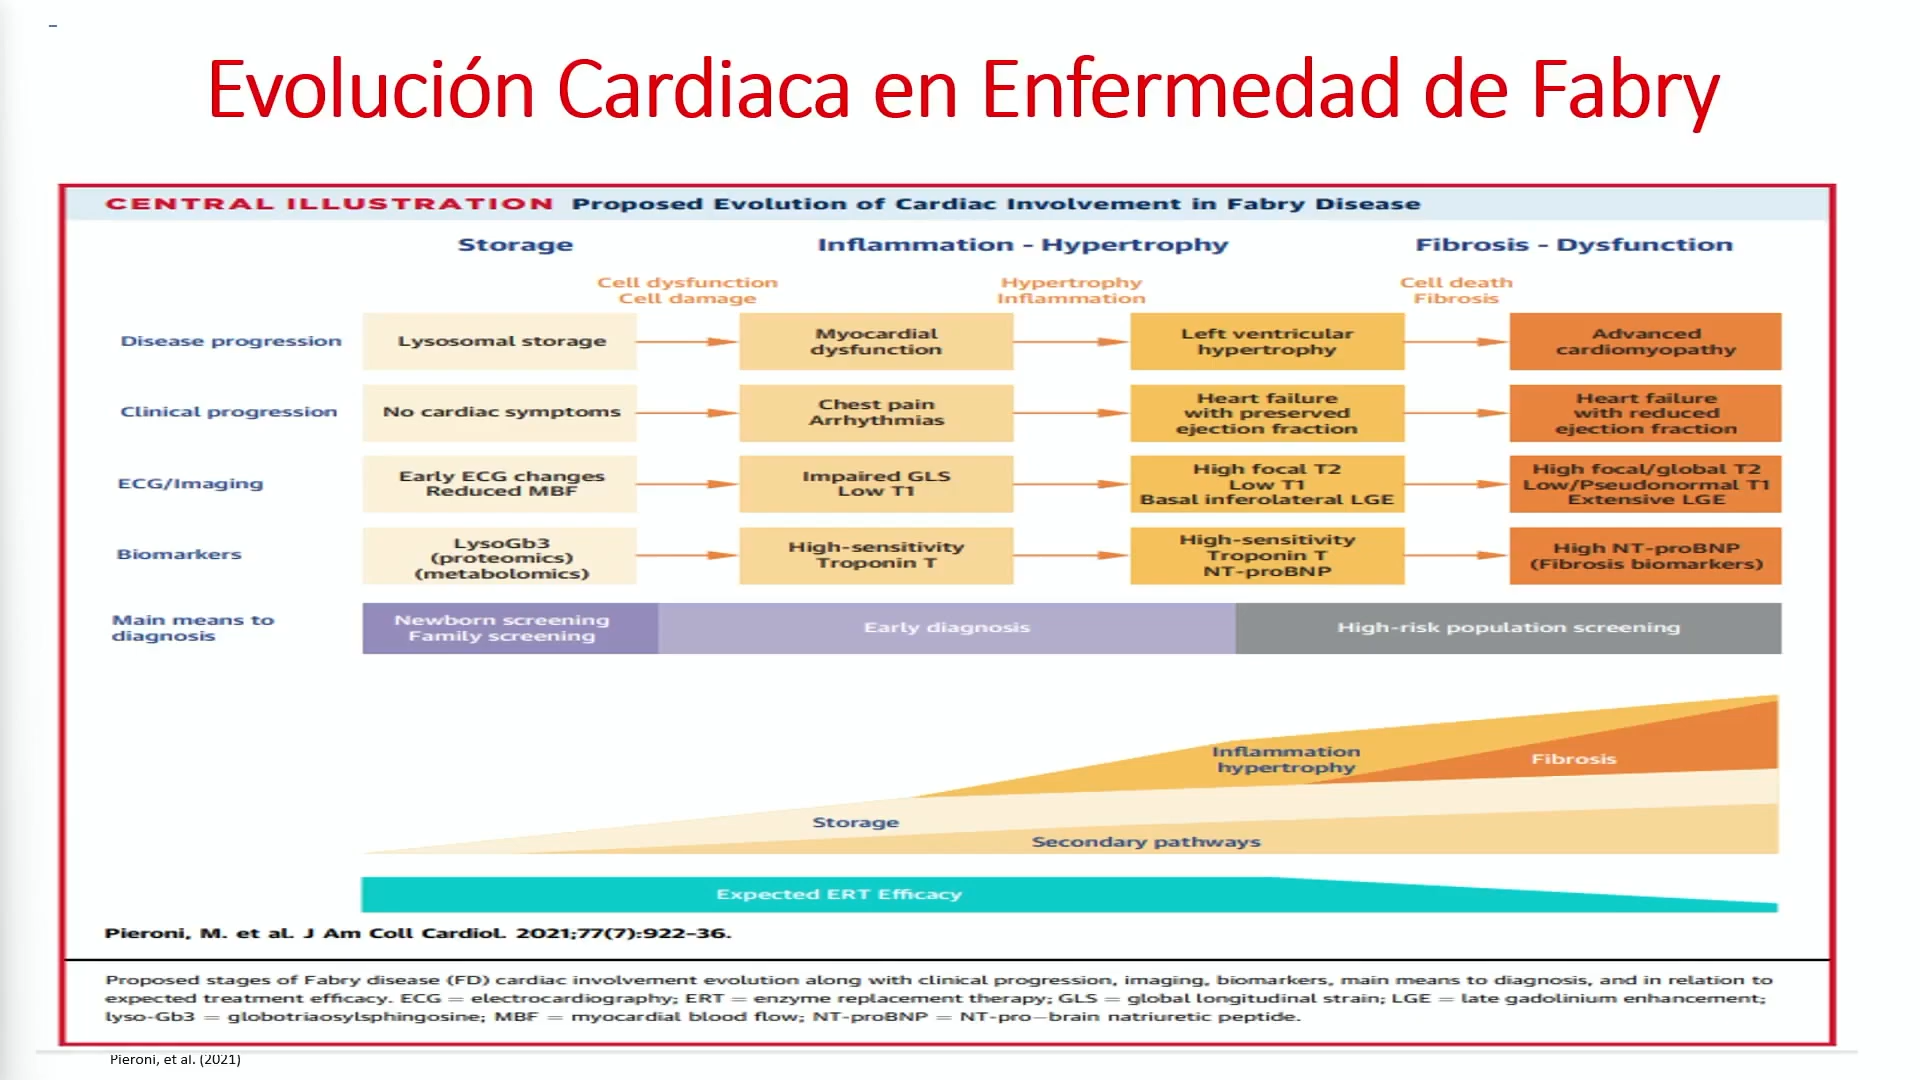 Evolución Cardiaca en Enfermedad de Fabry
CENTRAL ILLUSTRATION Proposed Evolution of Cardiac Involvement in Fabry Disease
Storage
Inflammation - Hypertrophy
Fibrosis - Dysfunction
Cell dysfunction
Cell damage
Hypertrophy
Inflammation
Cell death
Fibrosis
Disease progression
Lysosomal storage
Myocardial
dysfunction
Left ventricular
hypertrophy
Advanced
cardiomyopathy
Clinical progression
No cardiac symptoms
Chest pain
Arrhythmias
Heart failure
with preserved
ejection fraction
Heart failure
with reduced
ejection fraction
ECG/Imaging
Early ECG changes
Reduced MBF
Impaired GLS
Low T1
High focal T2
Low T1
Basal inferolateral LGE
High focal/global T2
Low/Pseudonormal T1
Extensive LGE
Biomarkers
LysoGb3
(proteomics)
(metabolomics)
High-sensitivity
Troponin T
High-sensitivity
Troponin T
NT-proBNP
High NT-proBNP
(Fibrosis biomarkers)
Main means to
diagnosis
Newborn screening
Family screening
Early diagnosis
High-risk population screening
Inflammation
hypertrophy
Fibrosis
Storage
Secondary pathways
Expected ERT Efficacy
Pieroni, M. et al. J Am Coll Cardiol. 2021;77(7):922–36.
Proposed stages of Fabry disease (FD) cardiac involvement evolution along with clinical progression, imaging, biomarkers, main means to diagnosis, and in relation to
expected treatment efficacy. ECG = electrocardiography; ERT = enzyme replacement therapy; GLS = global longitudinal strain; LGE = late gadolinium enhancement;
lyso-Gb3 = globotriaosylsphingosine; MBF = myocardial blood flow; NT-proBNP = NT-pro–brain natriuretic peptide.
Pieroni, et al. (2021)